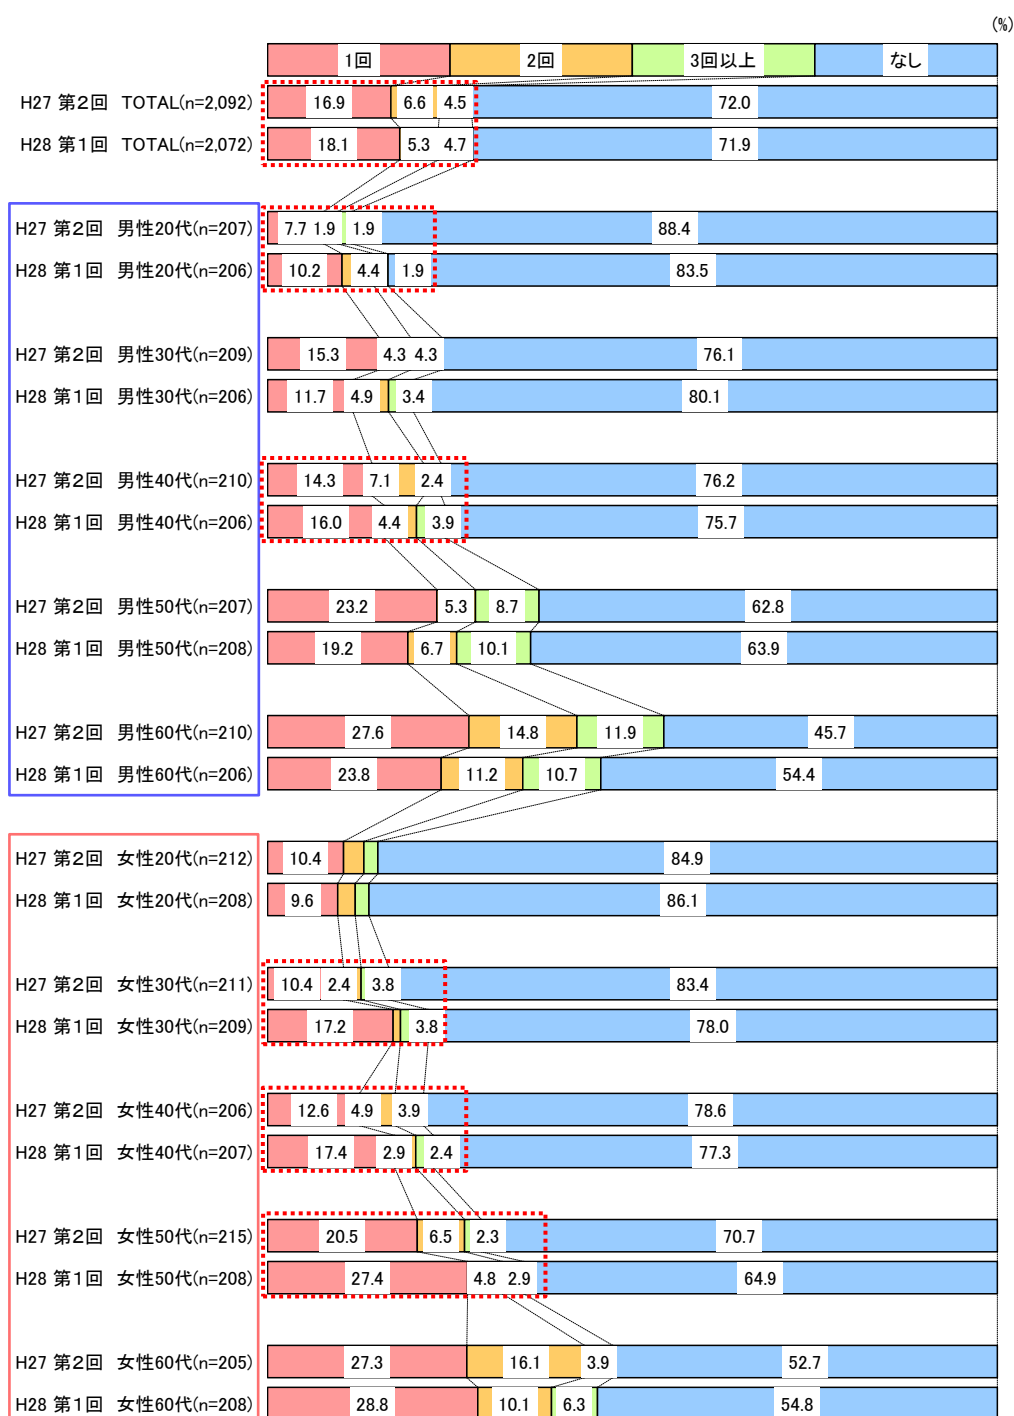 (%)
1回 2回 3回以上 なし
H27 第2回 TOTAL(n=2,092) 16.9 6.6 4.5 72.0
H28 第1回 TOTAL(n=2,072) 18.1 5.3 4.7 71.9
H27 第2回 男性20代(n=207) 7.7 1.9 1.9 88.4
H28 第1回 男性20代(n=206) 10.2 4.4 1.9 83.5
H27 第2回 男性30代(n=209) 15.3 4.3 4.3 76.1
H28 第1回 男性30代(n=206) 11.7 4.9 3.4 80.1
H27 第2回 男性40代(n=210) 14.3 7.1 2.4 76.2
H28 第1回 男性40代(n=206) 16.0 4.4 3.9 75.7
H27 第2回 男性50代(n=207) 23.2 5.3 8.7 62.8
H28 第1回 男性50代(n=208) 19.2 6.7 10.1 63.9
H27 第2回 男性60代(n=210) 27.6 14.8 11.9 45.7
H28 第1回 男性60代(n=206) 23.8 11.2 10.7 54.4
H27 第2回 女性20代(n=212) 10.4 84.9
H28 第1回 女性20代(n=208) 9.6 86.1
H27 第2回 女性30代(n=211) 10.4 2.4 3.8 83.4
H28 第1回 女性30代(n=209) 17.2 3.8 78.0
H27 第2回 女性40代(n=206) 12.6 4.9 3.9 78.6
H28 第1回 女性40代(n=207) 17.4 2.9 2.4 77.3
H27 第2回 女性50代(n=215) 20.5 6.5 2.3 70.7
H28 第1回 女性50代(n=208) 27.4 4.8 2.9 64.9
H27 第2回 女性60代(n=205) 27.3 16.1 3.9 52.7
H28 第1回 女性60代(n=208) 28.8 10.1 6.3 54.8